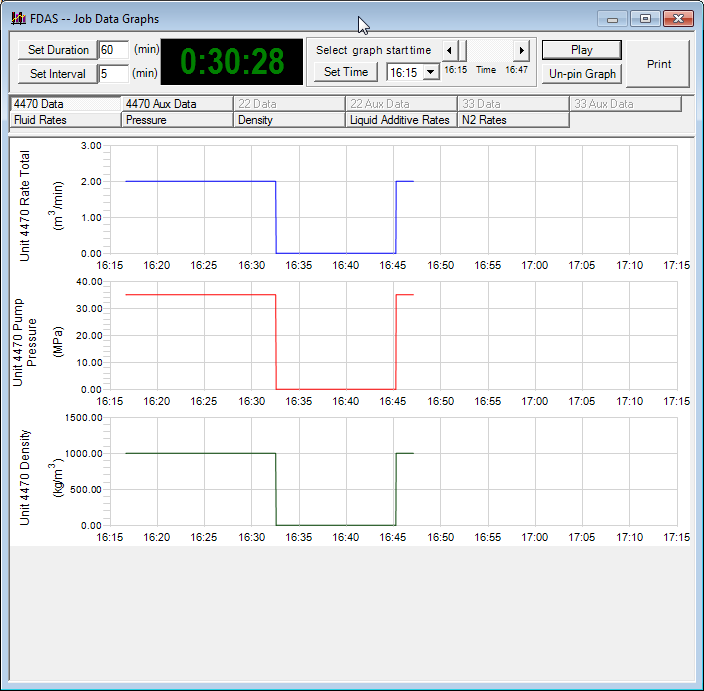 FDAS -- Job Data Graphs
Set Duration 60 (min)
Set Interval 5 (min)
0:30:28
Select graph start time
Set Time 16:15 16:15 Time 16:47
Play
Un-pin Graph
Print
4470 Data 4470 Aux Data 22 Data 22 Aux Data 33 Data 33 Aux Data
Fluid Rates Pressure Density Liquid Additive Rates N2 Rates
Unit 4470 Rate Total
(m3/min)
3.00
2.00
1.00
0.00
16:15 16:20 16:25 16:30 16:35 16:40 16:45 16:50 16:55 17:00 17:05 17:10 17:15
Unit 4470 Pump
Pressure
(MPa)
40.00
30.00
20.00
10.00
0.00
16:15 16:20 16:25 16:30 16:35 16:40 16:45 16:50 16:55 17:00 17:05 17:10 17:15
Unit 4470 Density
(kg/m3)
1500.00
1000.00
500.00
0.00
16:15 16:20 16:25 16:30 16:35 16:40 16:45 16:50 16:55 17:00 17:05 17:10 17:15